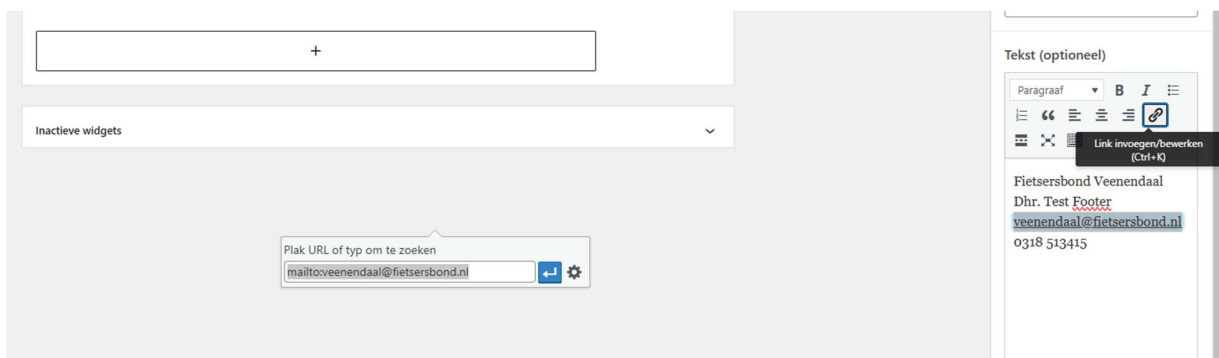 +
Inactieve widgets
Plak URL of typ om te zoeken
mailto:veenendaal@fietsersbond.nl
Tekst (optioneel)
Paragraaf B I
Link invoegen/bewerken
(Ctrl+K)
Fietsersbond Veenendaal
Dhr. Test Footer
veenendaal@fietsersbond.nl
0318 513415